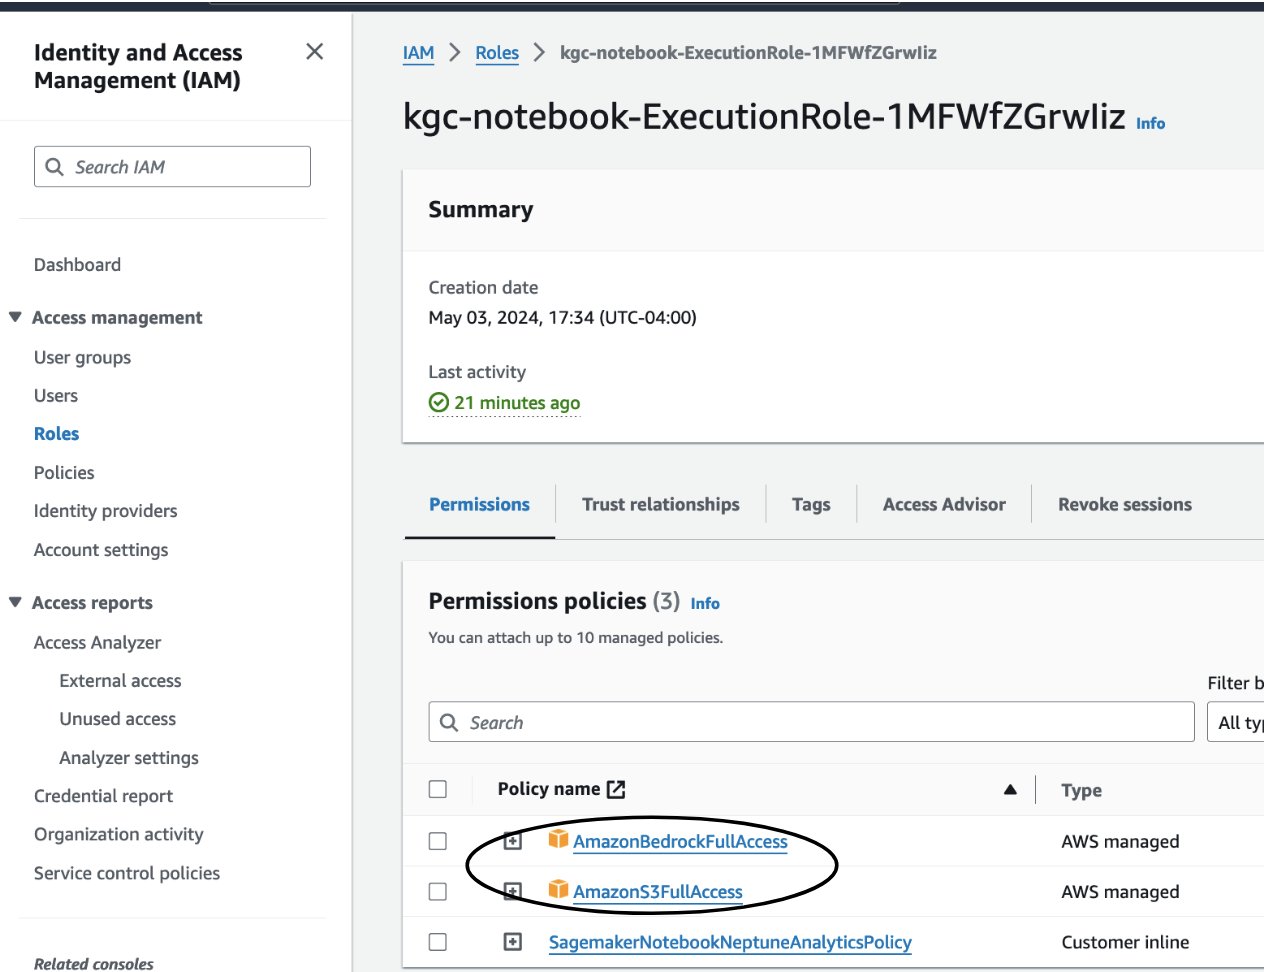 Identity and Access
Management (IAM)
Search IAM
Dashboard
Access management
User groups
Users
Roles
Policies
Identity providers
Account settings
Access reports
Access Analyzer
External access
Unused access
Analyzer settings
Credential report
Organization activity
Service control policies
Related consoles
IAM > Roles > kgc-notebook-ExecutionRole-1MFWfZGrwIiz
kgc-notebook-ExecutionRole-1MFWfZGrwIiz Info
Summary
Creation date
May 03, 2024, 17:34 (UTC-04:00)
Last activity
21 minutes ago
Permissions Trust relationships Tags Access Advisor Revoke sessions
Permissions policies (3) Info
You can attach up to 10 managed policies.
Filter b
Search All typ
Policy name Type
AmazonBedrockFullAccess AWS managed
AmazonS3FullAccess AWS managed
SagemakerNotebookNeptuneAnalyticsPolicy Customer inline